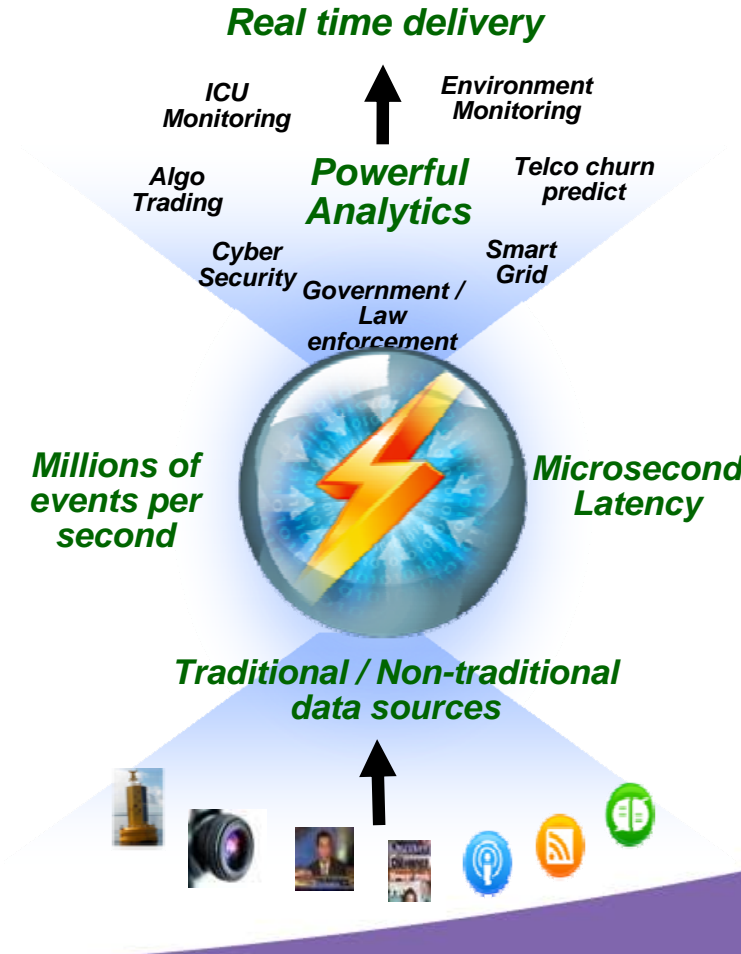 Real time delivery
ICU
Monitoring
Environment
Monitoring
Algo
Trading
Powerful
Analytics
Telco churn
predict
Cyber
Security
Smart
Grid
Government /
Law
enforcement
Millions of
events per
second
Microsecond
Latency
Traditional / Non-traditional
data sources